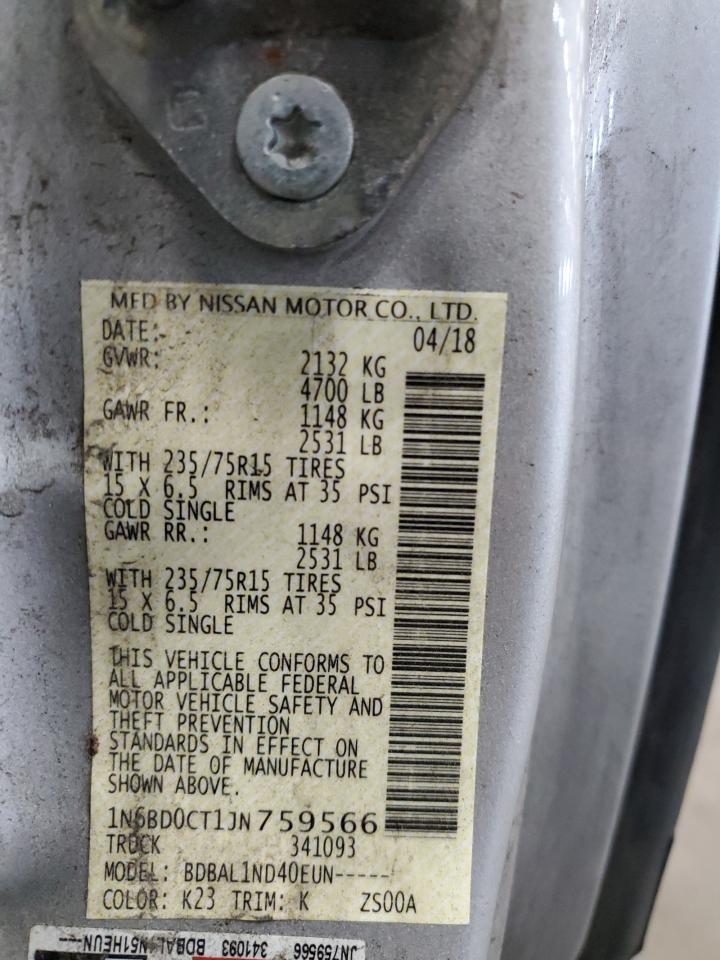 MFD BY NISSAN MOTOR CO., LTD.
DATE: 04/18
GVWR: 2132 KG
4700 LB
GAWR FR.: 1148 KG
2531 LB
WITH 235/75R15 TIRES
15 X 6.5 RIMS AT 35 PSI
COLD SINGLE
GAWR RR.: 1148 KG
2531 LB
WITH 235/75R15 TIRES
15 X 6.5 RIMS AT 35 PSI
COLD SINGLE
THIS VEHICLE CONFORMS TO
ALL APPLICABLE FEDERAL
MOTOR VEHICLE SAFETY AND
THEFT PREVENTION
STANDARDS IN EFFECT ON
THE DATE OF MANUFACTURE
SHOWN ABOVE.
1N6BD0CT1JN759566
TRUCK 341093
MODEL: BDBAL1ND40EUN-----
COLOR: K23 TRIM: K ZS00A
JN759566 341093 BDBAL N51HEUN--